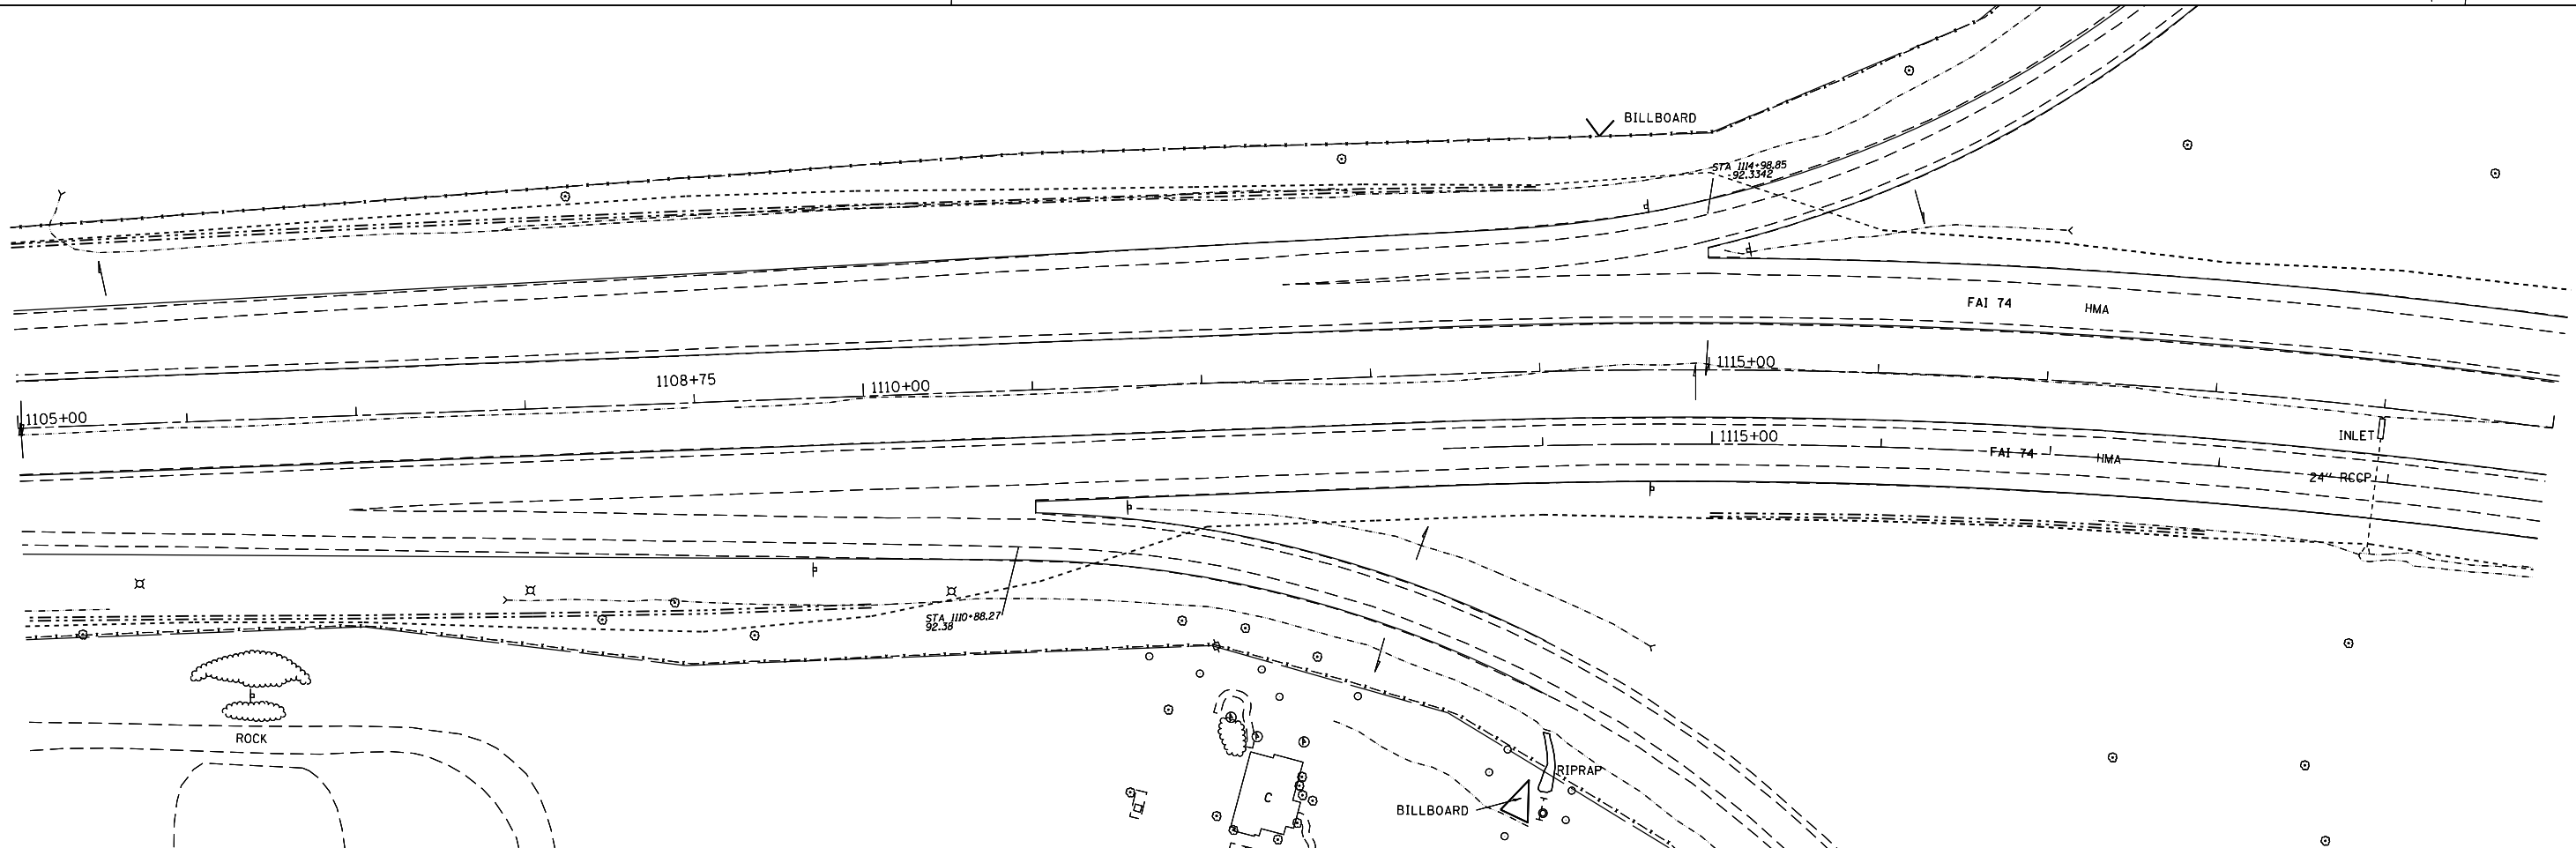 BILLBOARD
STA 1114+98.85
92.3342
FAI 74 HMA
1115+00
1108+75
1110+00
1105+00
1115+00
INLET
FAI 74 HMA
24" RCCP
STA 1110+88.27
92.38
ROCK
RIPRAP
BILLBOARD
C